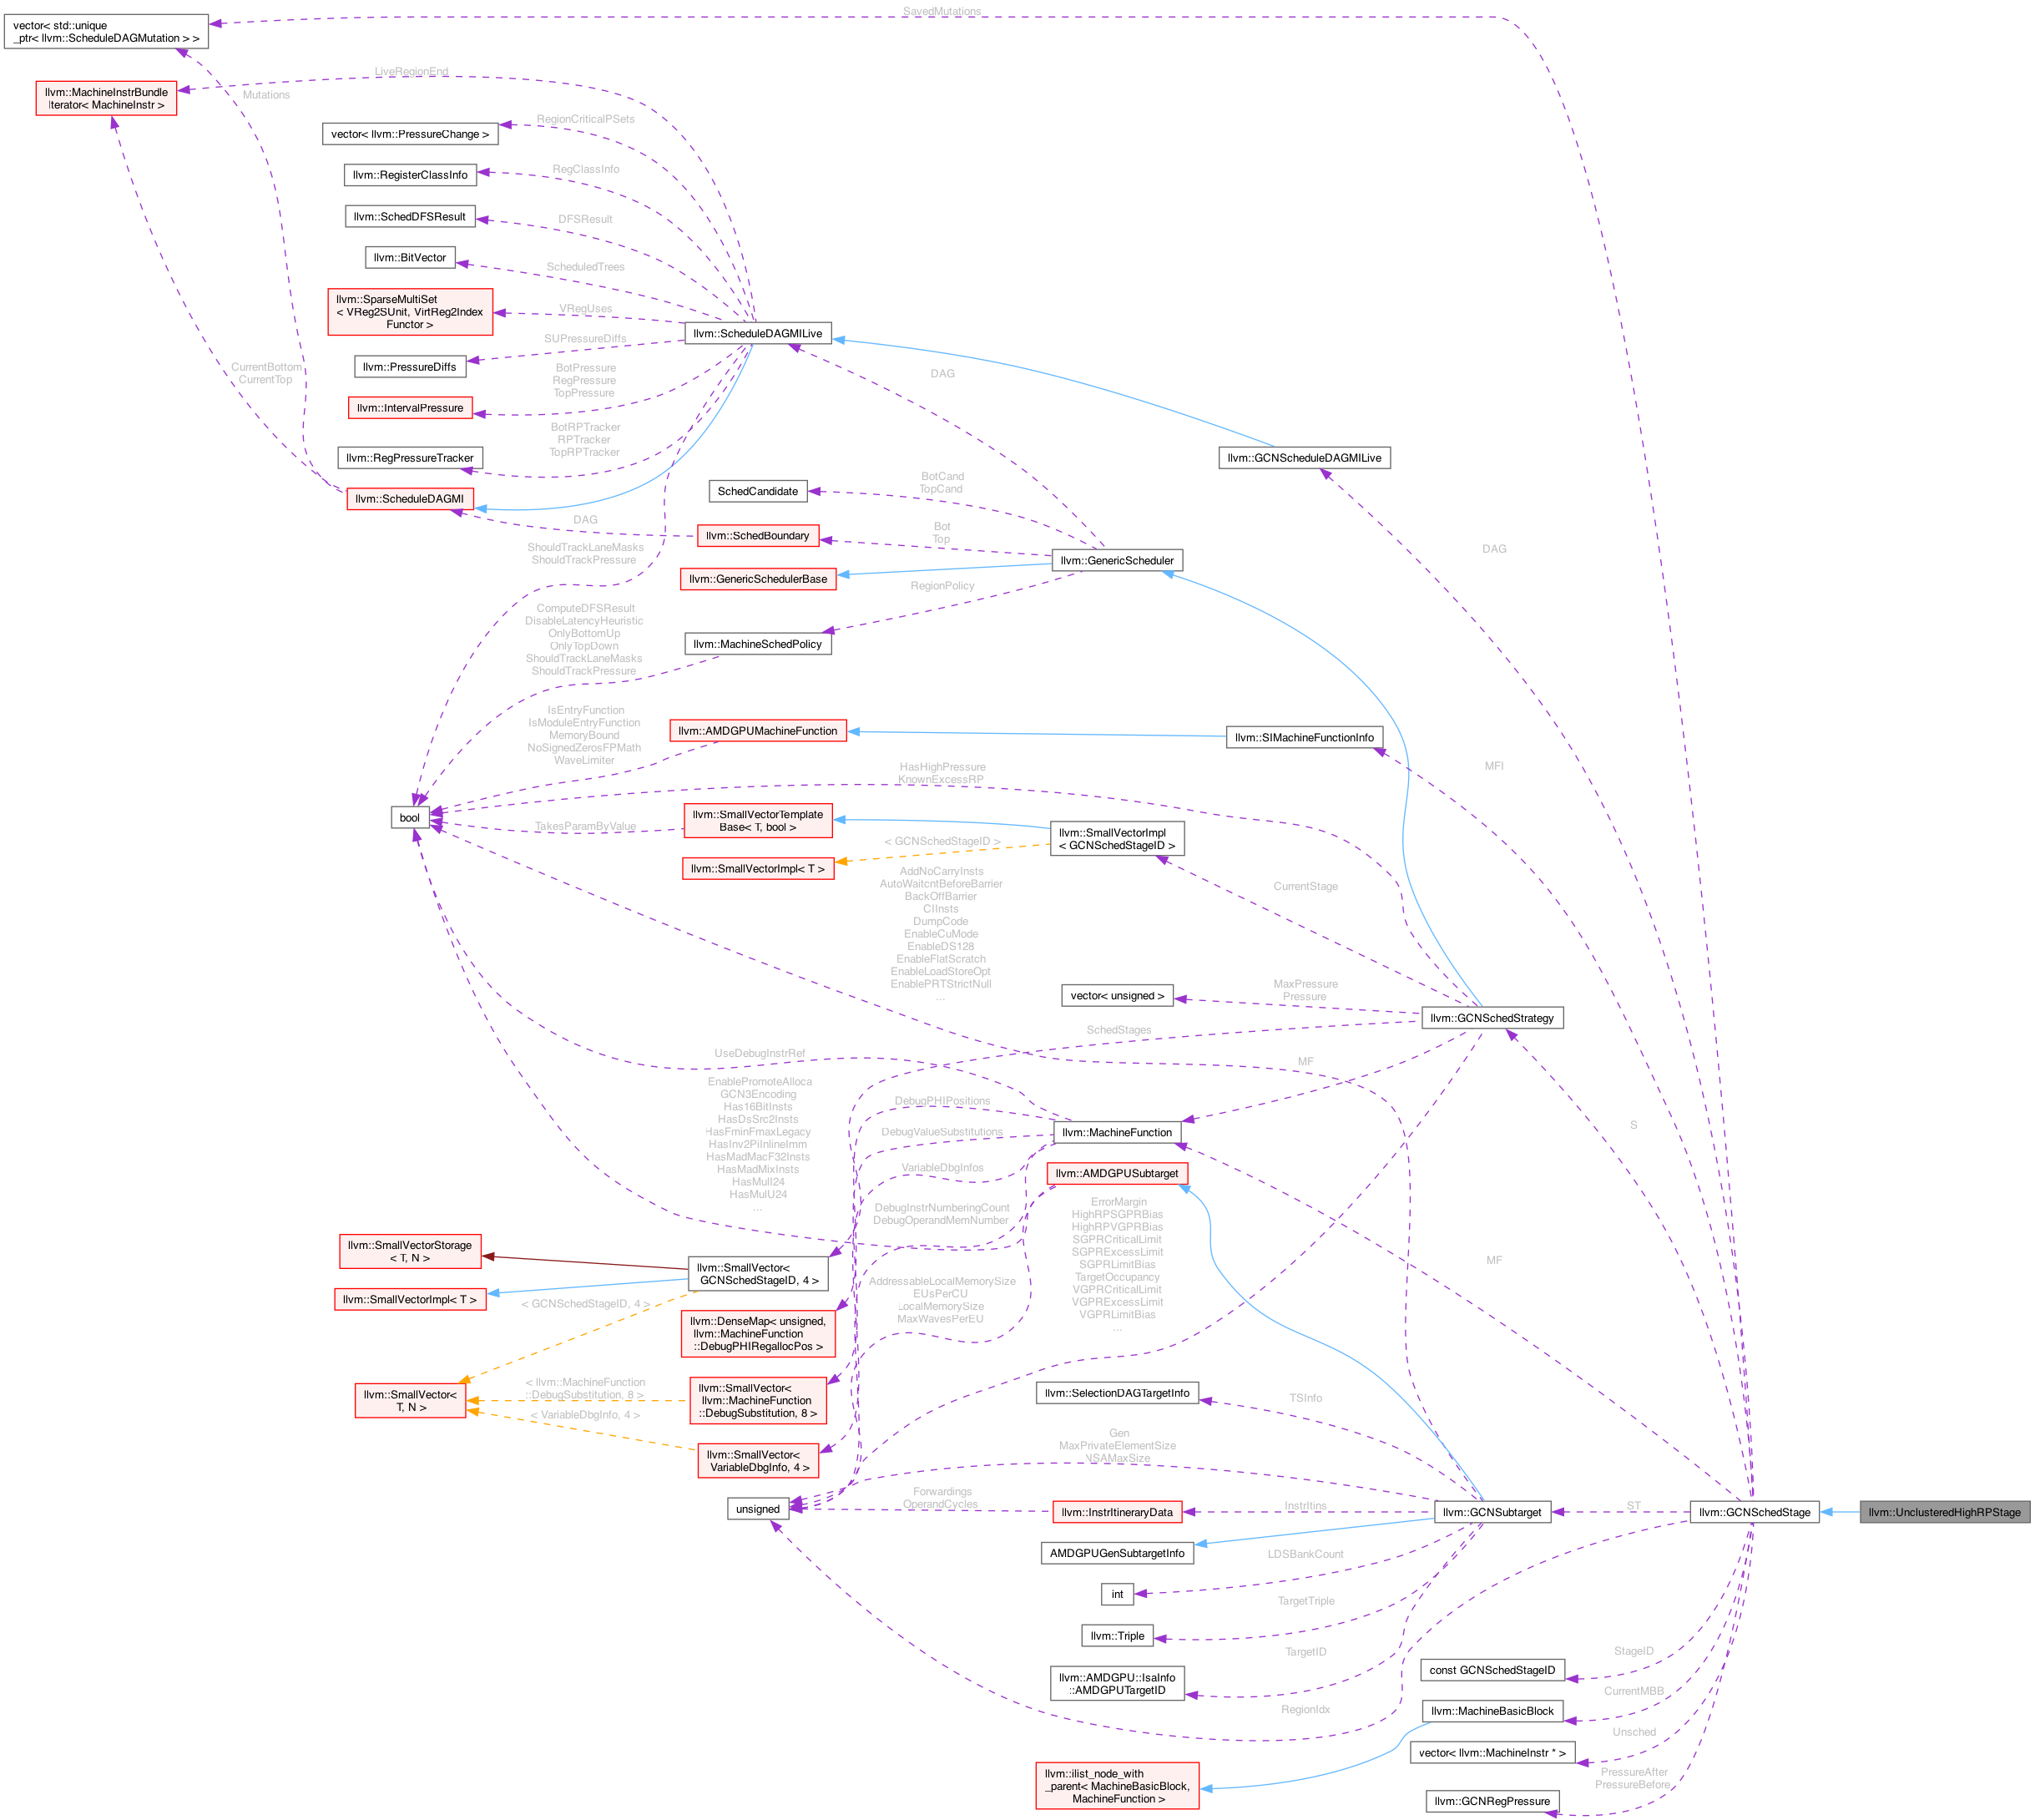 SavedMutations
vector< std::unique
_ptr< llvm::ScheduleDAGMutation > >
LiveRegionEnd
Mutations
llvm::MachineInstrBundle
Iterator< MachineInstr >
RegionCriticalPSets
vector< llvm::PressureChange >
RegClassInfo
llvm::RegisterClassInfo
DFSResult
llvm::SchedDFSResult
ScheduledTrees
llvm::BitVector
llvm::SparseMultiSet
< VReg2SUnit, VirtReg2Index
Functor >
VRegUses
llvm::ScheduleDAGMILive
SUPressureDiffs
llvm::PressureDiffs
CurrentBottom
CurrentTop
BotPressure
RegPressure
TopPressure
DAG
llvm::IntervalPressure
BotRPTracker
RPTracker
TopRPTracker
llvm::RegPressureTracker
llvm::GCNScheduleDAGMILive
BotCand
TopCand
SchedCandidate
llvm::ScheduleDAGMI
DAG
llvm::SchedBoundary
Bot
Top
ShouldTrackLaneMasks
ShouldTrackPressure
DAG
llvm::GenericScheduler
llvm::GenericSchedulerBase
RegionPolicy
ComputeDFSResult
DisableLatencyHeuristic
OnlyBottomUp
OnlyTopDown
ShouldTrackLaneMasks
ShouldTrackPressure
llvm::MachineSchedPolicy
IsEntryFunction
IsModuleEntryFunction
MemoryBound
NoSignedZerosFPMath
WaveLimiter
llvm::AMDGPUMachineFunction
llvm::SIMachineFunctionInfo
HasHighPressure
KnownExcessRP
MFI
bool
TakesParamByValue
llvm::SmallVectorTemplate
Base< T, bool >
llvm::SmallVectorImpl
< GCNSchedStageID >
< GCNSchedStageID >
llvm::SmallVectorImpl< T >
CurrentStage
AddNoCarryInsts
AutoWaitcntBeforeBarrier
BackOffBarrier
CIInsts
DumpCode
EnableCuMode
EnableDS128
EnableFlatScratch
EnableLoadStoreOpt
EnablePRTStrictNull
...
vector< unsigned >
MaxPressure
Pressure
llvm::GCNSchedStrategy
SchedStages
UseDebugInstrRef
MF
EnablePromoteAlloca
GCN3Encoding
Has16BitInsts
HasDsSrc2Insts
HasFminFmaxLegacy
HasInv2PiInlineImm
HasMadMacF32Insts
HasMadMixInsts
HasMulI24
HasMulU24
...
DebugPHIPositions
DebugValueSubstitutions
llvm::MachineFunction
S
VariableDbgInfos
llvm::AMDGPUSubtarget
DebugInstrNumberingCount
DebugOperandMemNumber
ErrorMargin
HighRPSGPRBias
HighRPVGPRBias
SGPRCriticalLimit
SGPRExcessLimit
SGPRLimitBias
TargetOccupancy
VGPRCriticalLimit
VGPRExcessLimit
VGPRLimitBias
...
llvm::SmallVectorStorage
< T, N >
llvm::SmallVector<
GCNSchedStageID, 4 >
MF
AddressableLocalMemorySize
EUsPerCU
LocalMemorySize
MaxWavesPerEU
llvm::SmallVectorImpl< T >
< GCNSchedStageID, 4 >
llvm::DenseMap< unsigned,
llvm::MachineFunction
::DebugPHIRegallocPos >
llvm::SmallVector<
T, N >
< llvm::MachineFunction
::DebugSubstitution, 8 >
llvm::SmallVector<
llvm::MachineFunction
::DebugSubstitution, 8 >
llvm::SelectionDAGTargetInfo
TSInfo
< VariableDbgInfo, 4 >
llvm::SmallVector<
VariableDbgInfo, 4 >
Gen
MaxPrivateElementSize
NSAMaxSize
unsigned
Forwardings
OperandCycles
llvm::InstrItineraryData
InstrItins
llvm::GCNSubtarget
ST
llvm::GCNSchedStage
llvm::UnclusteredHighRPStage
AMDGPUGenSubtargetInfo
LDSBankCount
int
TargetTriple
llvm::Triple
TargetID
llvm::AMDGPU::IsaInfo
::AMDGPUTargetID
StageID
const GCNSchedStageID
CurrentMBB
RegionIdx
llvm::MachineBasicBlock
Unsched
vector< llvm::MachineInstr * >
llvm::ilist_node_with
_parent< MachineBasicBlock,
MachineFunction >
PressureAfter
PressureBefore
llvm::GCNRegPressure